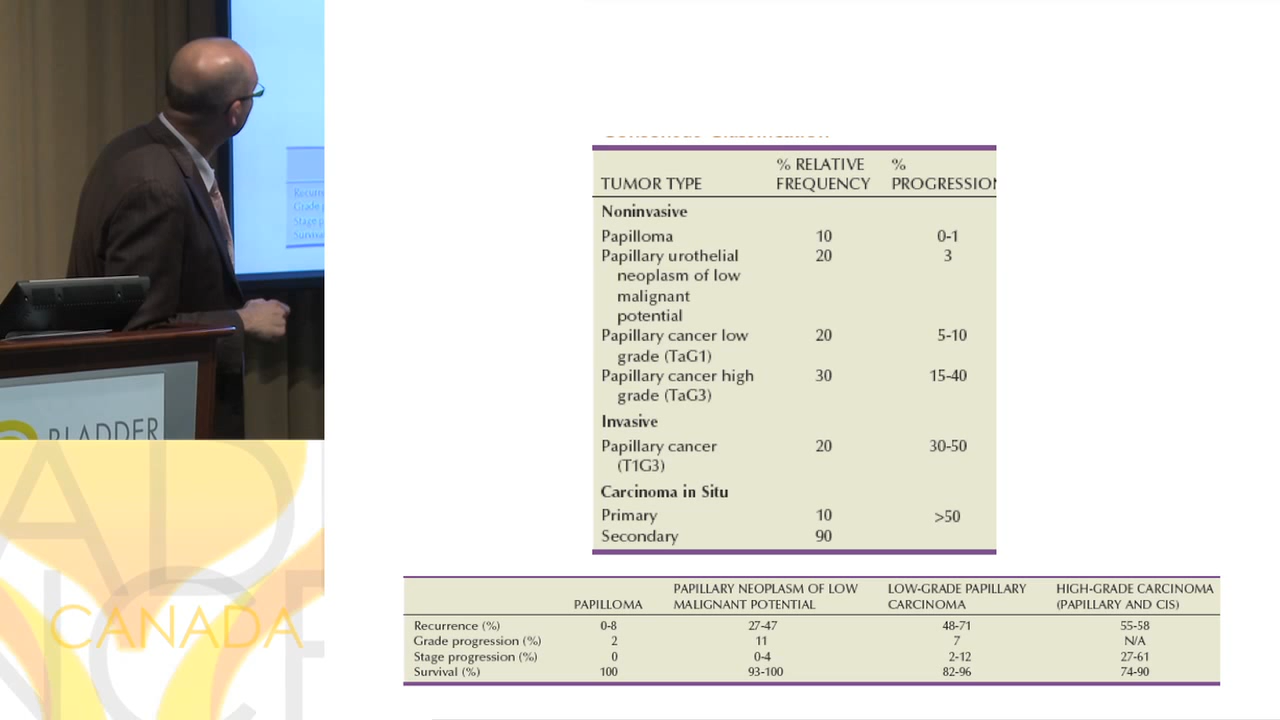 Consensus Classification
TUMOR TYPE % RELATIVE FREQUENCY % PROGRESSION
Noninvasive
Papilloma 10 0-1
Papillary urothelial neoplasm of low malignant potential 20 3
Papillary cancer low grade (TaG1) 20 5-10
Papillary cancer high grade (TaG3) 30 15-40
Invasive
Papillary cancer (T1G3) 20 30-50
Carcinoma in Situ
Primary 10 >50
Secondary 90
PAPILLOMA PAPILLARY NEOPLASM OF LOW MALIGNANT POTENTIAL LOW-GRADE PAPILLARY CARCINOMA HIGH-GRADE CARCINOMA (PAPILLARY AND CIS)
Recurrence (%) 0-8 27-47 48-71 55-58
Grade progression (%) 2 11 7 N/A
Stage progression (%) 0 0-4 2-12 27-61
Survival (%) 100 93-100 82-96 74-90
BLADDER
CANADA